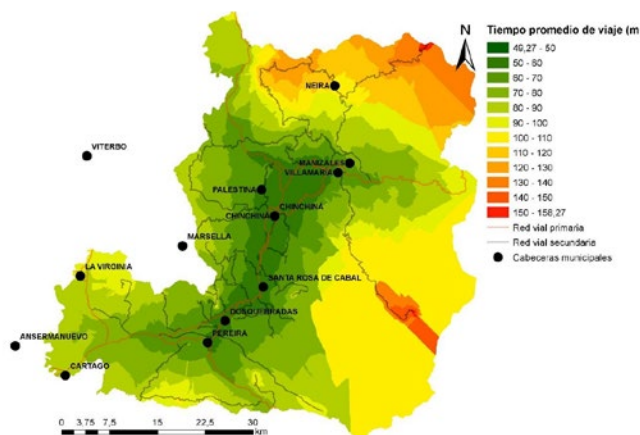 Tiempo promedio de viaje (m
49,27 - 50
50 - 60
60 - 70
70 - 80
80 - 90
90 - 100
100 - 110
110 - 120
120 - 130
130 - 140
140 - 150
150 - 158,27
Red vial primaria
Red vial secundaria
Cabeceras municipales
N
NEIRA
VITERBO
MANIZALES
VILLAMARIA
PALESTINA
CHINCHINÁ
CHINCHINÁ
MARSELLA
LA VIRGINIA
SANTA ROSA DE CABAL
DOSQUEBRADAS
ANSERMANUEVO
PEREIRA
CARTAGO
0 3,75 7,5 15 22,5 30
km